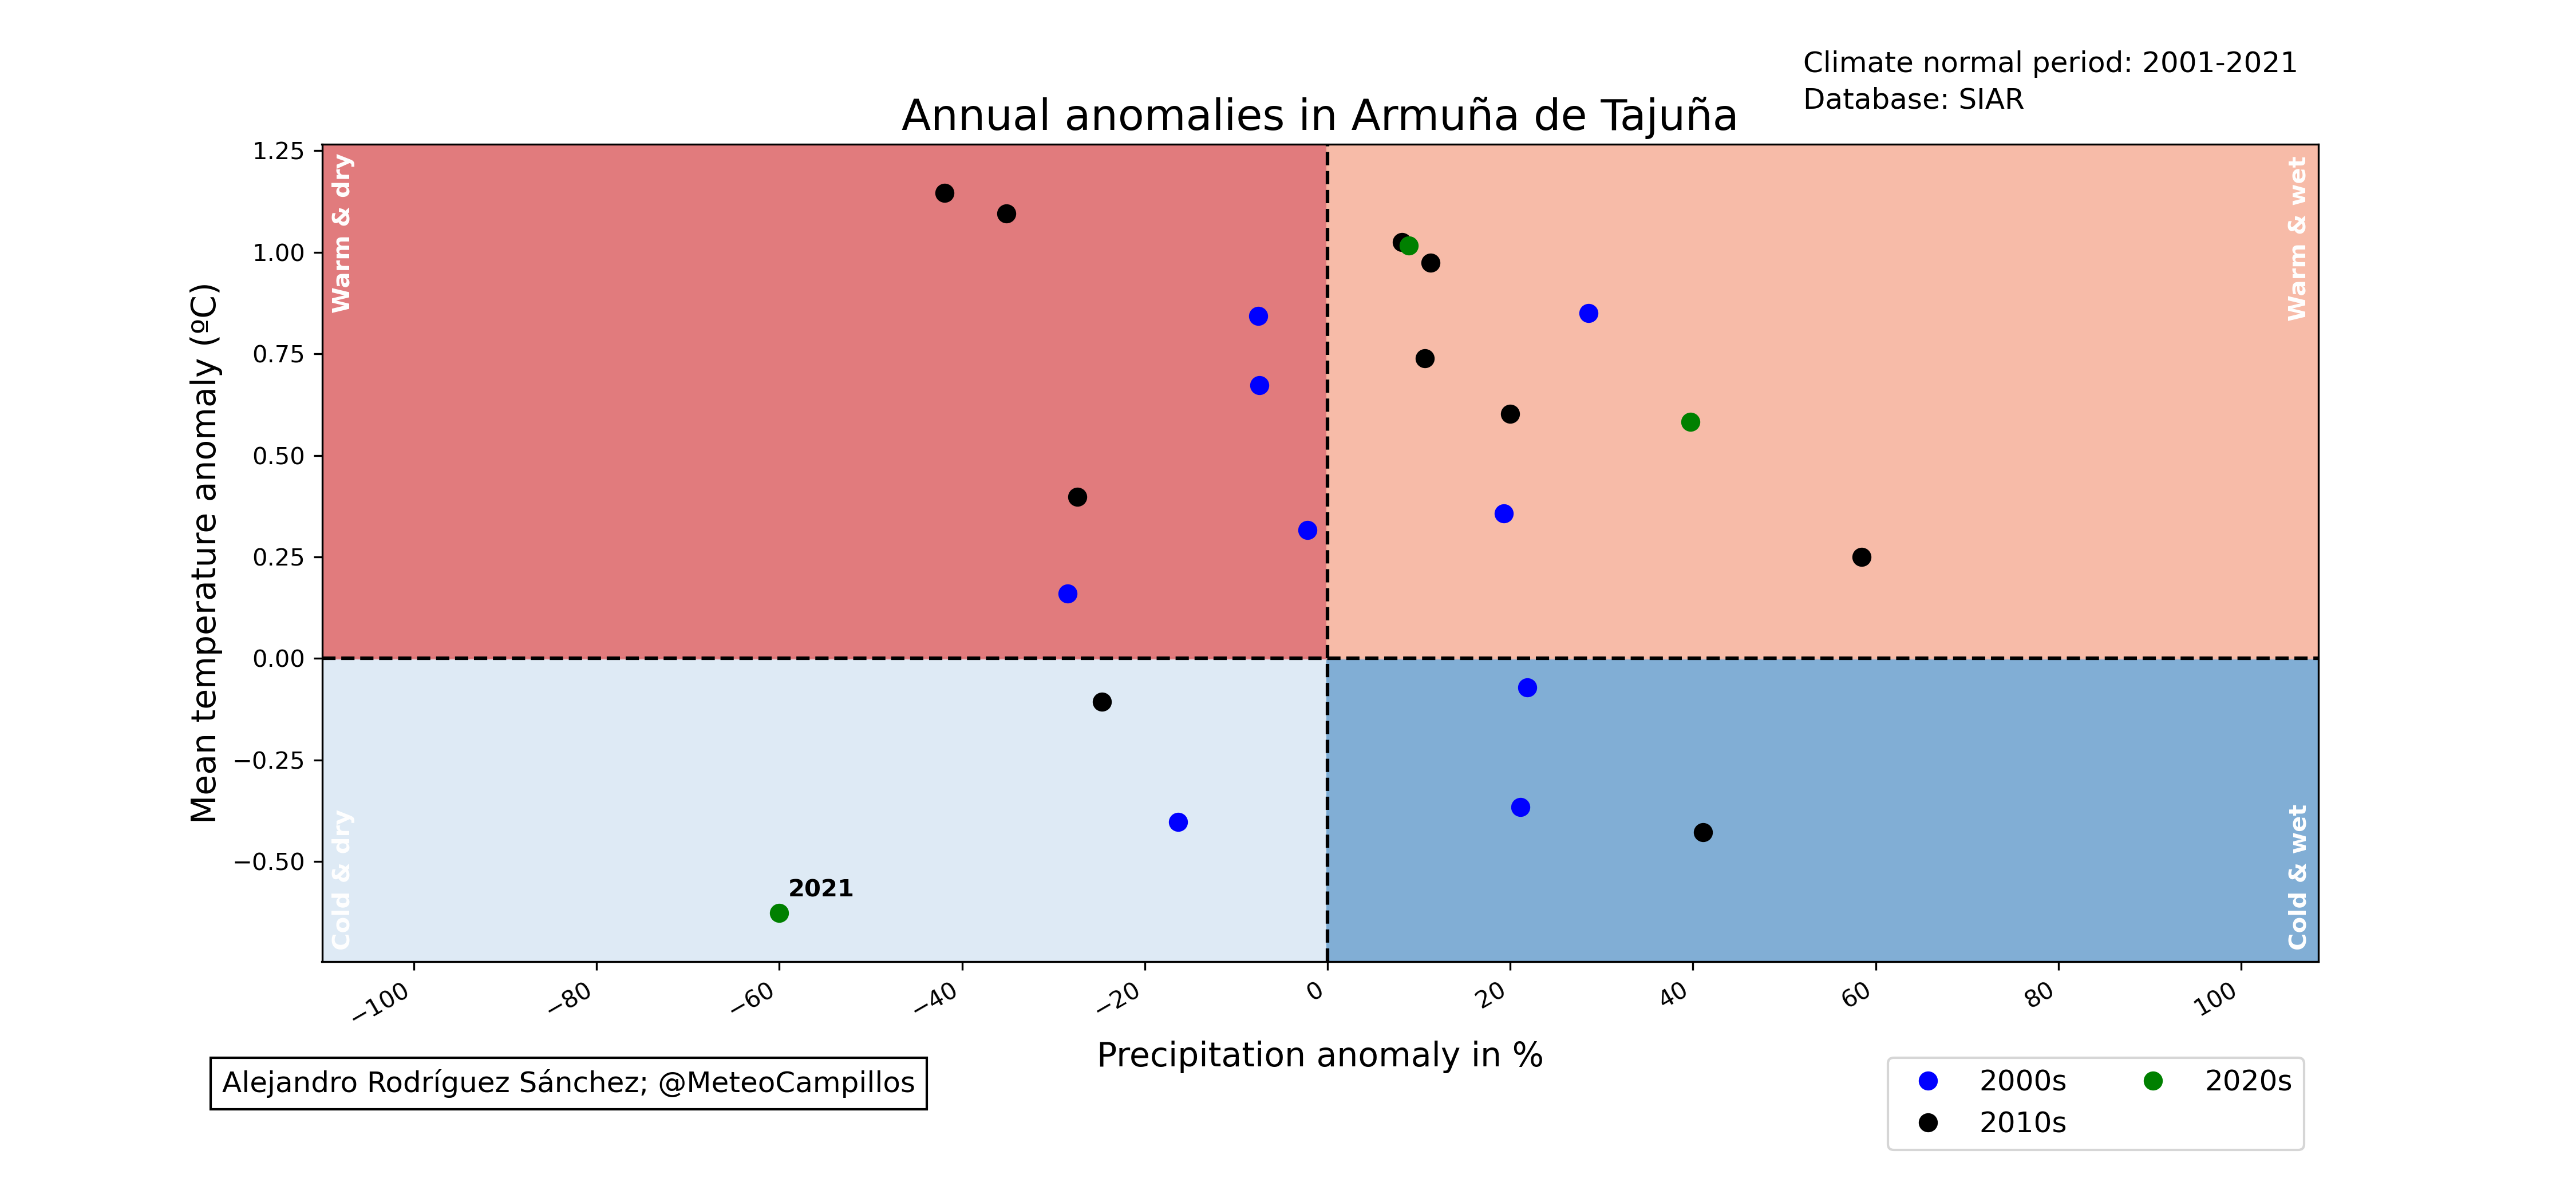 Climate normal period: 2001-2021
Database: SIAR
Annual anomalies in Armuña de Tajuña
Mean temperature anomaly (ºC)
1.25
1.00
0.75
0.50
0.25
0.00
−0.25
−0.50
Warm & dry
Warm & wet
Cold & dry
Cold & wet
2021
−100
−80
−60
−40
−20
0
20
40
60
80
100
Precipitation anomaly in %
Alejandro Rodríguez Sánchez; @MeteoCampillos
2000s
2010s
2020s